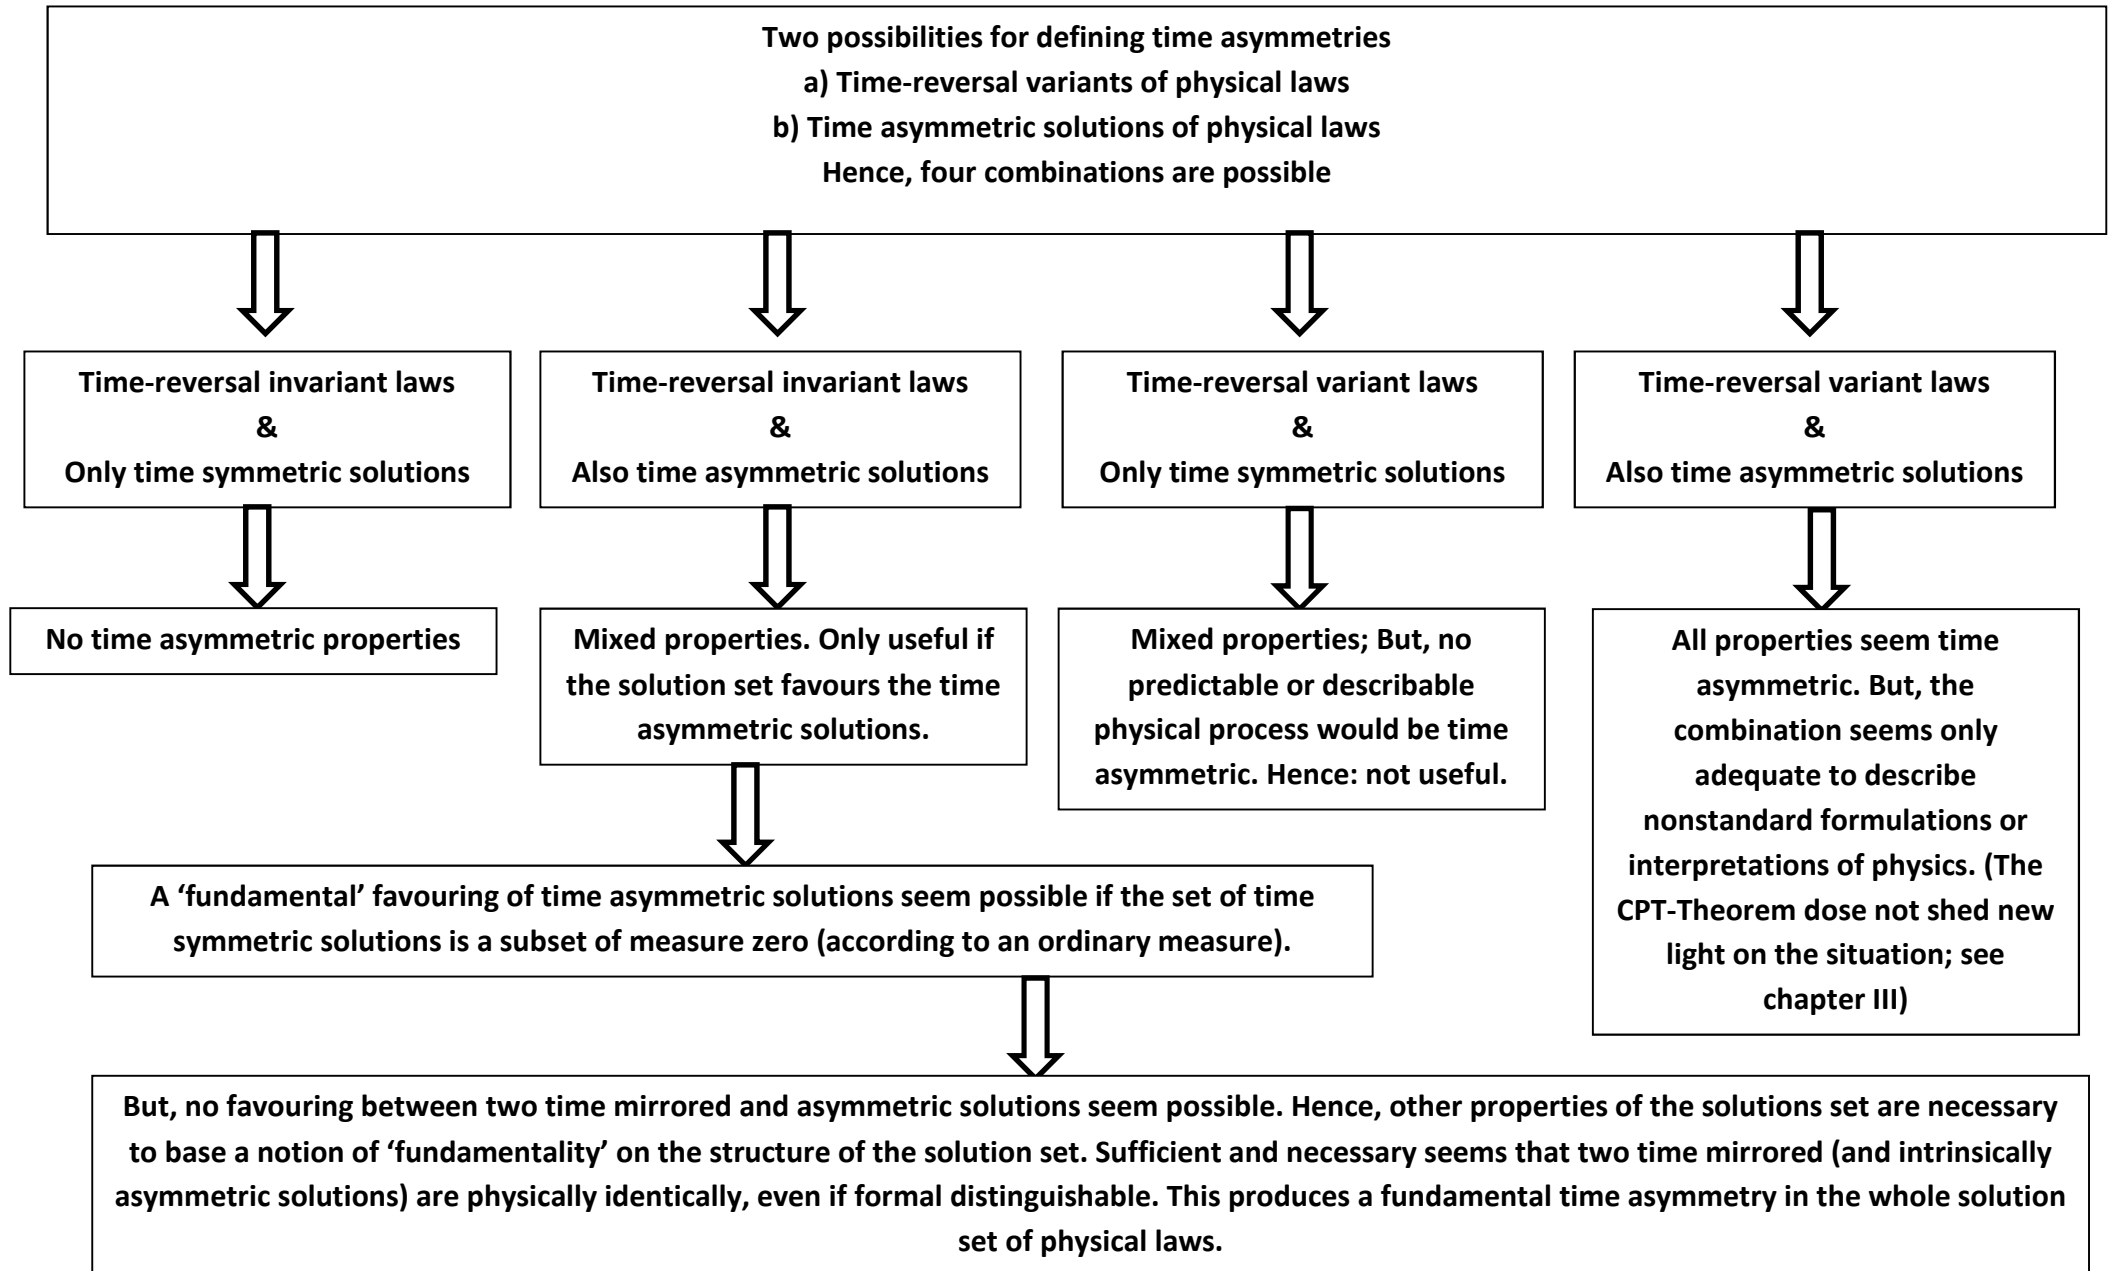 Two possibilities for defining time asymmetries
a) Time-reversal variants of physical laws
b) Time asymmetric solutions of physical laws
Hence, four combinations are possible
Time-reversal invariant laws
&
Only time symmetric solutions
Time-reversal invariant laws
&
Also time asymmetric solutions
Time-reversal variant laws
&
Only time symmetric solutions
Time-reversal variant laws
&
Also time asymmetric solutions
No time asymmetric properties
Mixed properties. Only useful if
the solution set favours the time
asymmetric solutions.
Mixed properties; But, no
predictable or describable
physical process would be time
asymmetric. Hence: not useful.
All properties seem time
asymmetric. But, the
combination seems only
adequate to describe
nonstandard formulations or
interpretations of physics. (The
CPT-Theorem dose not shed new
light on the situation; see
chapter III)
A ‘fundamental’ favouring of time asymmetric solutions seem possible if the set of time
symmetric solutions is a subset of measure zero (according to an ordinary measure).
But, no favouring between two time mirrored and asymmetric solutions seem possible. Hence, other properties of the solutions set are necessary
to base a notion of ‘fundamentality’ on the structure of the solution set. Sufficient and necessary seems that two time mirrored (and intrinsically
asymmetric solutions) are physically identically, even if formal distinguishable. This produces a fundamental time asymmetry in the whole solution
set of physical laws.